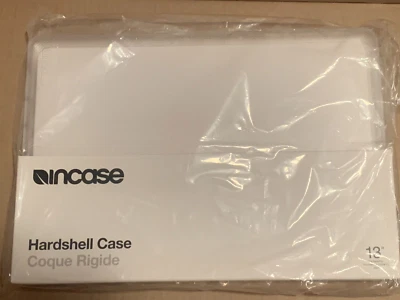 incase
Hardshell Case
Coque Rigide
13"